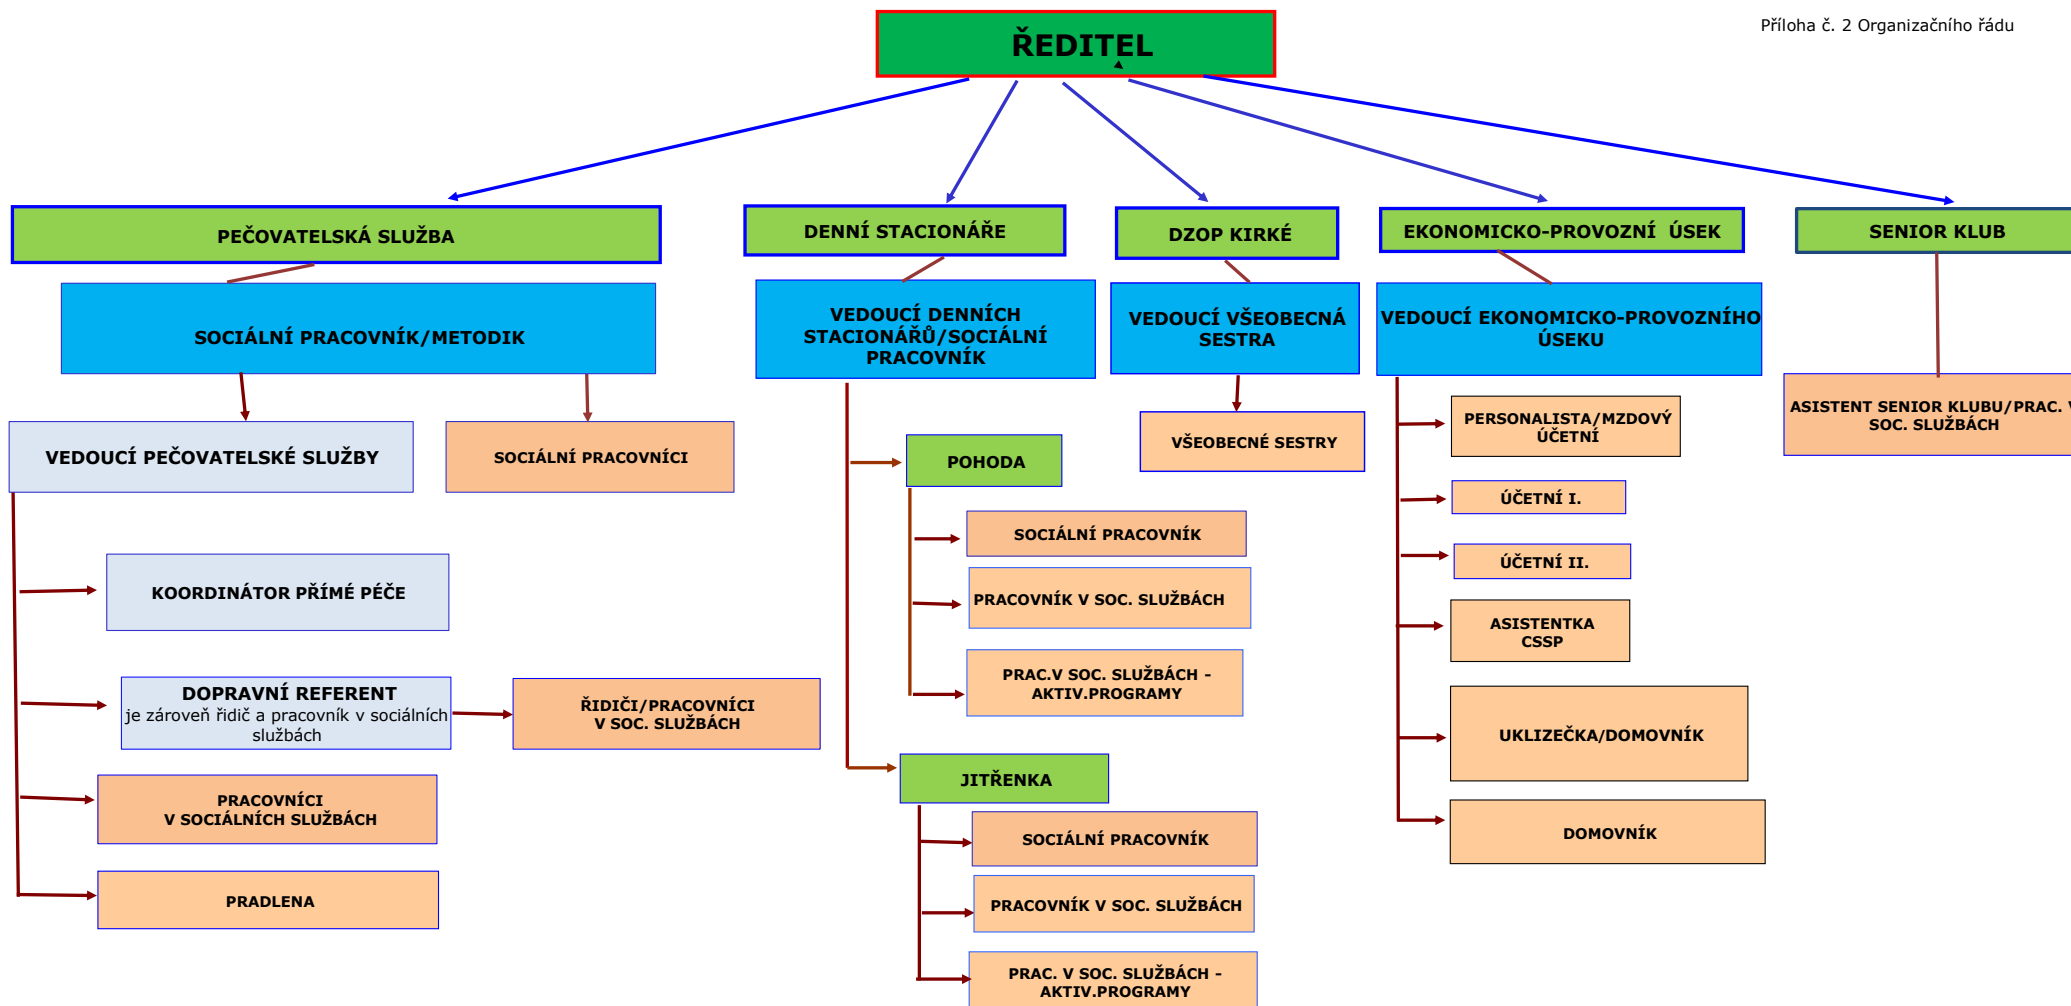 Příloha č. 2 Organizačního řádu
ŘEDITEL
PEČOVATELSKÁ SLUŽBA
DENNÍ STACIONÁŘE
DZOP KIRKÉ
EKONOMICKO-PROVOZNÍ ÚSEK
SENIOR KLUB
SOCIÁLNÍ PRACOVNÍK/METODIK
VEDOUCÍ DENNÍCH
STACIONÁŘŮ/SOCIÁLNÍ
PRACOVNÍK
VEDOUCÍ VŠEOBECNÁ
SESTRA
VEDOUCÍ EKONOMICKO-PROVOZNÍHO
ÚSEKU
ASISTENT SENIOR KLUBU/PRAC. V
SOC. SLUŽBÁCH
VEDOUCÍ PEČOVATELSKÉ SLUŽBY
SOCIÁLNÍ PRACOVNÍCI
KOORDINÁTOR PŘÍMÉ PÉČE
DOPRAVNÍ REFERENT
je zároveň řidič a pracovník v sociálních
službách
ŘIDIČI/PRACOVNÍCI
V SOC. SLUŽBÁCH
PRACOVNÍCI
V SOCIÁLNÍCH SLUŽBÁCH
PRADLENA
POHODA
SOCIÁLNÍ PRACOVNÍK
PRACOVNÍK V SOC. SLUŽBÁCH
PRAC.V SOC. SLUŽBÁCH -
AKTIV.PROGRAMY
JITŘENKA
SOCIÁLNÍ PRACOVNÍK
PRACOVNÍK V SOC. SLUŽBÁCH
PRAC. V SOC. SLUŽBÁCH -
AKTIV.PROGRAMY
VŠEOBECNÉ SESTRY
PERSONALISTA/MZDOVÝ
ÚČETNÍ
ÚČETNÍ I.
ÚČETNÍ II.
ASISTENTKA
CSSP
UKLIZEČKA/DOMOVNÍK
DOMOVNÍK